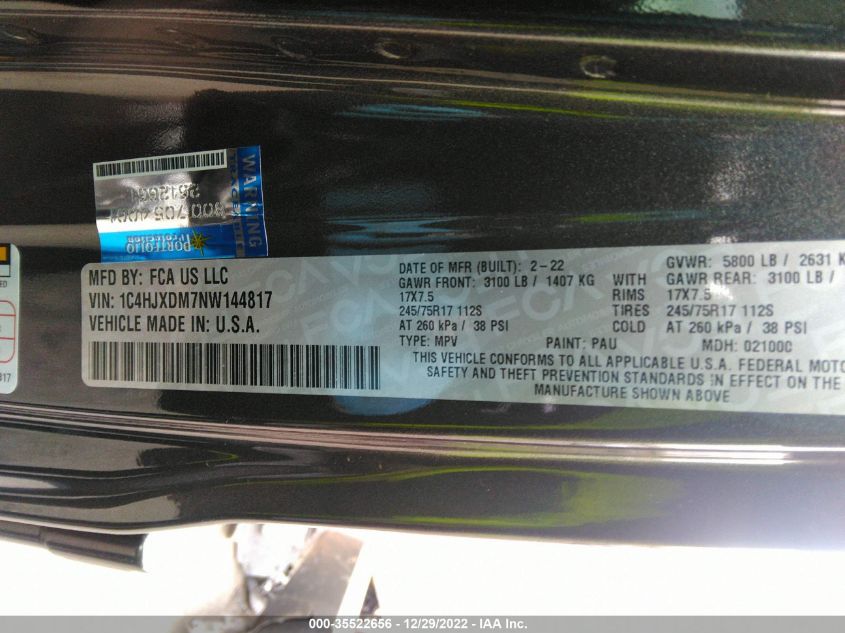 WARNING
PORTFOLIO
Protection
MFD BY: FCA US LLC
VIN: 1C4HJXDM7NW144817
VEHICLE MADE IN: U.S.A.
DATE OF MFR (BUILT): 2-22 GVWR: 5800 LB / 2631 K
GAWR FRONT: 3100 LB / 1407 KG WITH GAWR REAR: 3100 LB /
17X7.5 RIMS 17X7.5
245/75R17 112S TIRES 245/75R17 112S
AT 260 kPa / 38 PSI COLD AT 260 kPa / 38 PSI
TYPE: MPV PAINT: PAU MDH: 02100C
THIS VEHICLE CONFORMS TO ALL APPLICABLE U.S.A. FEDERAL MOTO
SAFETY AND THEFT PREVENTION STANDARDS IN EFFECT ON THE
MANUFACTURE SHOWN ABOVE
000-35522656 - 12/29/2022 - IAA Inc.